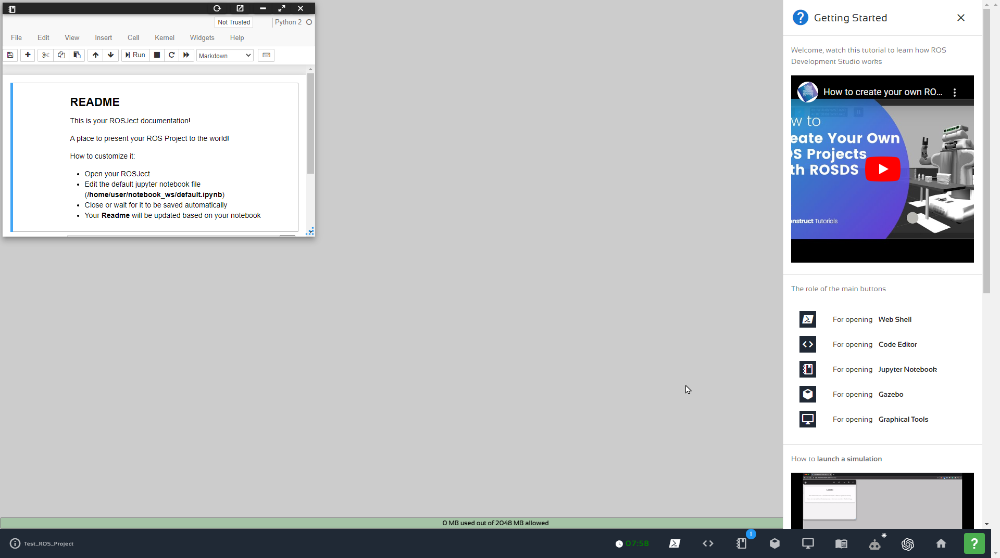 Not Trusted
Python 2
File Edit View Insert Cell Kernel Widgets Help
Run
Markdown
README
This is your ROSJect documentation!
A place to present your ROS Project to the world!
How to customize it:
Open your ROSJect
Edit the default jupyter notebook file
(/home/user/notebook_ws/default.ipynb)
Close or wait for it to be saved automatically
Your Readme will be updated based on your notebook
Getting Started
Welcome, watch this tutorial to learn how ROS
Development Studio works
How to create your own RO...
w to
eate Your Own
S Projects
th ROSDS
onstruct Tutorials
The role of the main buttons
For opening Web Shell
For opening Code Editor
For opening Jupyter Notebook
For opening Gazebo
For opening Graphical Tools
How to launch a simulation
Gazebo
0 MB used out of 2048 MB allowed
Test_ROS_Project
07:58
1
?